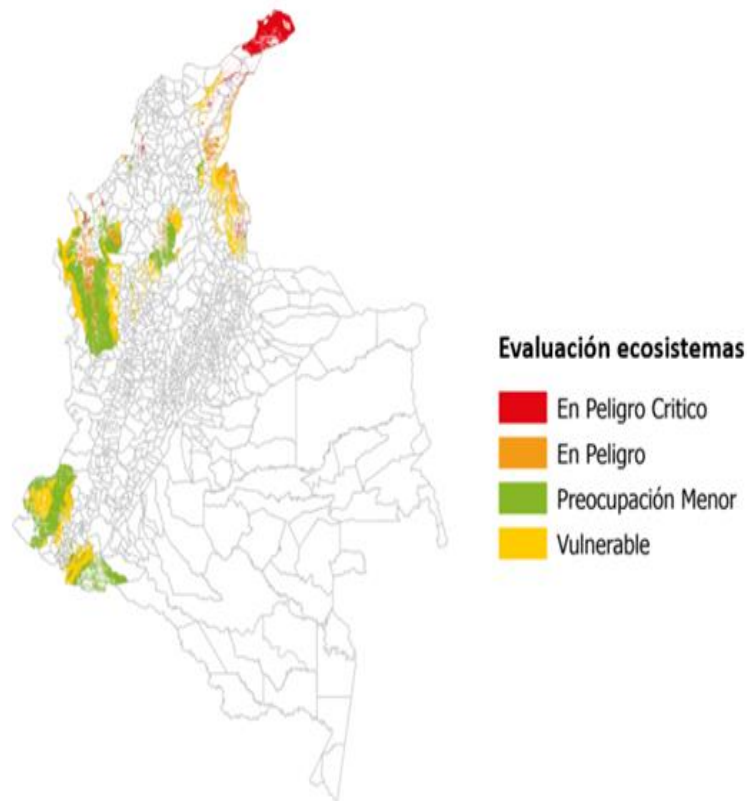 Evaluación ecosistemas
En Peligro Critico
En Peligro
Preocupación Menor
Vulnerable